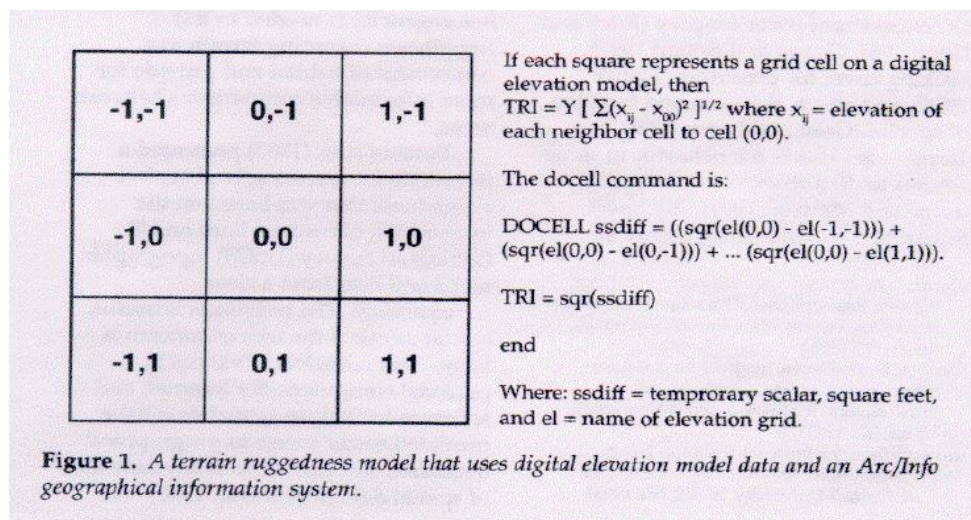 -1,-1 0,-1 1,-1
-1,0 0,0 1,0
-1,1 0,1 1,1
If each square represents a grid cell on a digital
elevation model, then
TRI = Y [ Σ(xij - x00)² ]1/2 where xij = elevation of
each neighbor cell to cell (0,0).
The docell command is:
DOCELL ssdiff = ((sqr(el(0,0) - el(-1,-1))) +
(sqr(el(0,0) - el(0,-1))) + ... (sqr(el(0,0) - el(1,1))).
TRI = sqr(ssdiff)
end
Where: ssdiff = temprorary scalar, square feet,
and el = name of elevation grid.
Figure 1. A terrain ruggedness model that uses digital elevation model data and an Arc/Info
geographical information system.